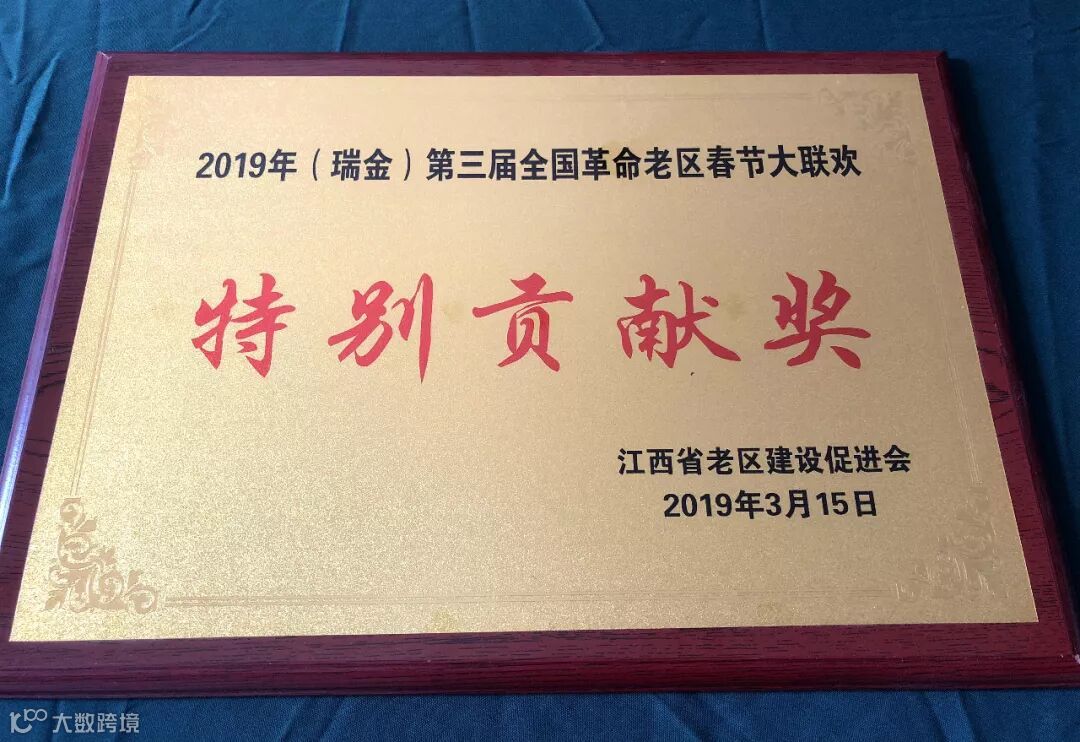 2019年（瑞金）第三届全国革命老区春节大联欢
特别贡献奖
江西省老区建设促进会
2019年3月15日
大数跨境